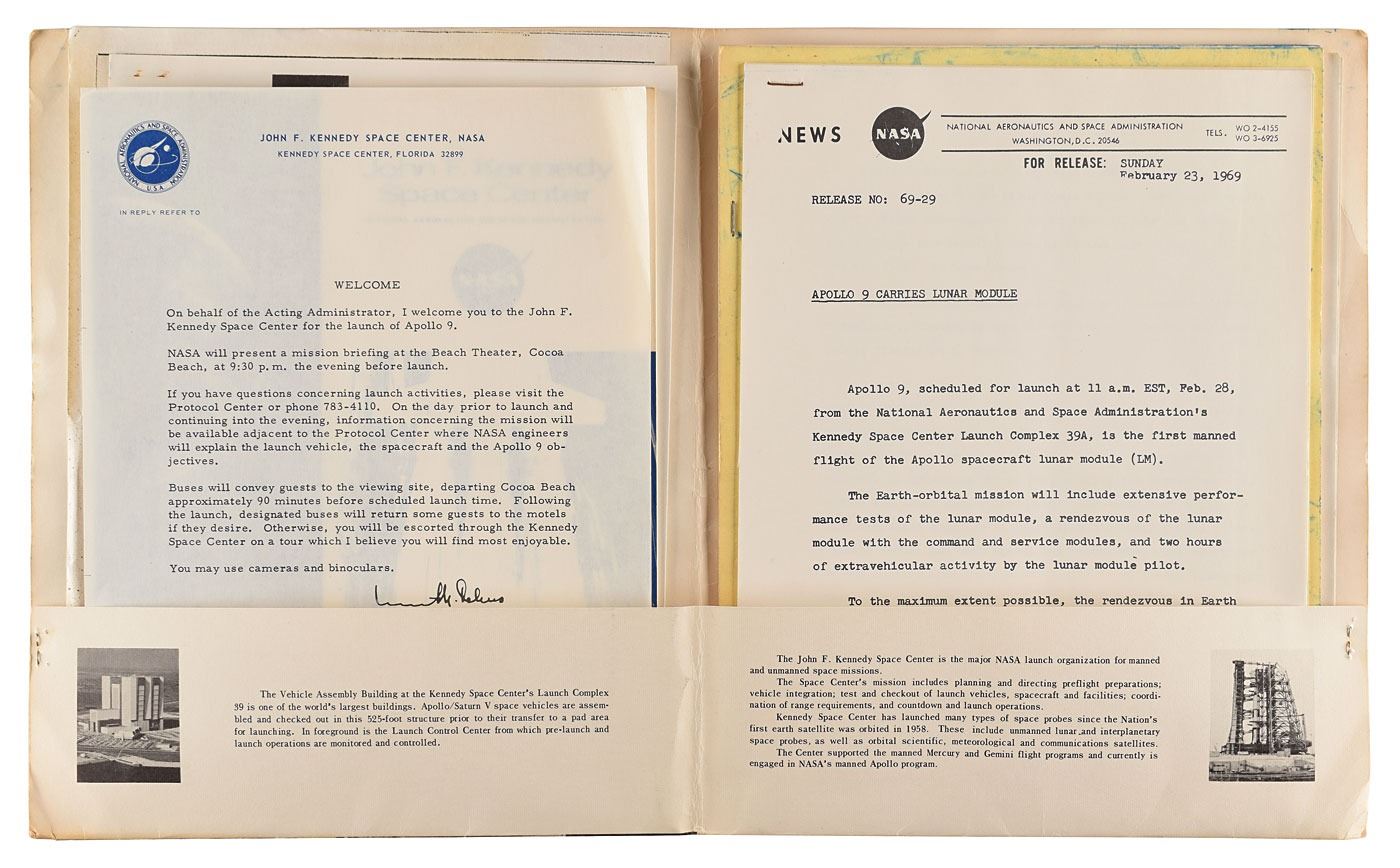 NATIONAL AERONAUTICS AND SPACE ADMINISTRATION
U.S.A.
JOHN F. KENNEDY SPACE CENTER, NASA
KENNEDY SPACE CENTER, FLORIDA 32899
IN REPLY REFER TO
John F. Kennedy
Space Center
NASA
WELCOME
On behalf of the Acting Administrator, I welcome you to the John F.
Kennedy Space Center for the launch of Apollo 9.
NASA will present a mission briefing at the Beach Theater, Cocoa
Beach, at 9:30 p.m. the evening before launch.
If you have questions concerning launch activities, please visit the
Protocol Center or phone 783-4110. On the day prior to launch and
continuing into the evening, information concerning the mission will
be available adjacent to the Protocol Center where NASA engineers
will explain the launch vehicle, the spacecraft and the Apollo 9 ob-
jectives.
Buses will convey guests to the viewing site, departing Cocoa Beach
approximately 90 minutes before scheduled launch time. Following
the launch, designated buses will return some guests to the motels
if they desire. Otherwise, you will be escorted through the Kennedy
Space Center on a tour which I believe you will find most enjoyable.
You may use cameras and binoculars.
The Vehicle Assembly Building at the Kennedy Space Center's Launch Complex
39 is one of the world's largest buildings. Apollo/Saturn V space vehicles are assem-
bled and checked out in this 525-foot structure prior to their transfer to a pad area
for launching. In foreground is the Launch Control Center from which pre-launch and
launch operations are monitored and controlled.
NEWS
NASA
NATIONAL AERONAUTICS AND SPACE ADMINISTRATION
WASHINGTON, D.C. 20546
TELS. WO 2-4155
WO 3-6925
FOR RELEASE: SUNDAY
February 23, 1969
RELEASE NO: 69-29
APOLLO 9 CARRIES LUNAR MODULE
Apollo 9, scheduled for launch at 11 a.m. EST, Feb. 28,
from the National Aeronautics and Space Administration's
Kennedy Space Center Launch Complex 39A, is the first manned
flight of the Apollo spacecraft lunar module (LM).
The Earth-orbital mission will include extensive perfor-
mance tests of the lunar module, a rendezvous of the lunar
module with the command and service modules, and two hours
of extravehicular activity by the lunar module pilot.
To the maximum extent possible, the rendezvous in Earth
The John F. Kennedy Space Center is the major NASA launch organization for manned
and unmanned space missions.
The Space Center's mission includes planning and directing preflight preparations;
vehicle integration; test and checkout of launch vehicles, spacecraft and facilities; coordi-
nation of range requirements, and countdown and launch operations.
Kennedy Space Center has launched many types of space probes since the Nation's
first earth satellite was orbited in 1958. These include unmanned lunar and interplanetary
space probes, as well as orbital scientific, meteorological and communications satellites.
The Center supported the manned Mercury and Gemini flight programs and currently is
engaged in NASA's manned Apollo program.